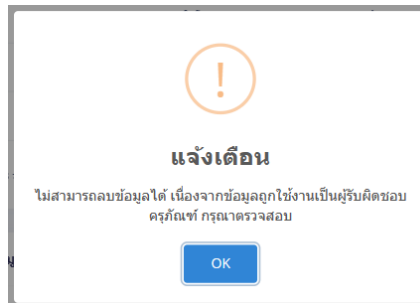 !
แจ้งเตือน
ไม่สามารถลบข้อมูลได้ เนื่องจากข้อมูลถูกใช้งานเป็นผู้รับผิดชอบ
ครุภัณฑ์ กรุณาตรวจสอบ
OK